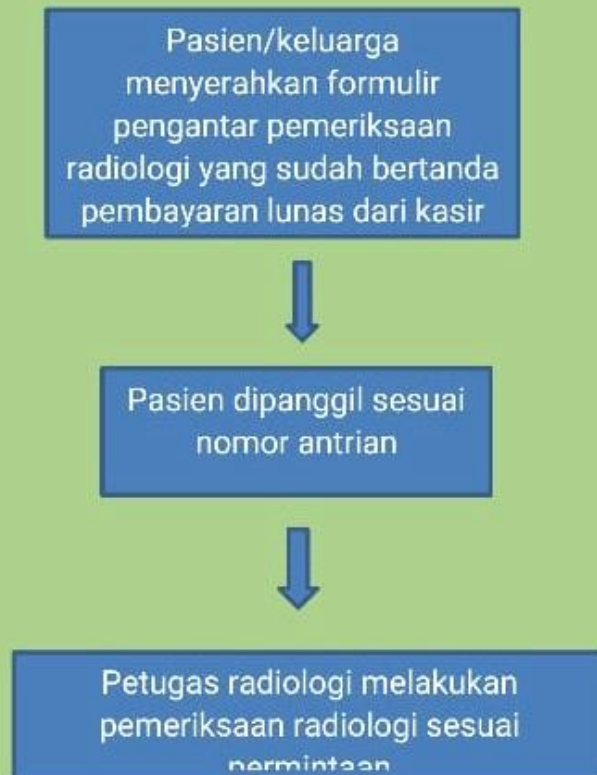 Pasien/keluarga
menyerahkan formulir
pengantar pemeriksaan
radiologi yang sudah bertanda
pembayaran lunas dari kasir
Pasien dipanggil sesuai
nomor antrian
Petugas radiologi melakukan
pemeriksaan radiologi sesuai
permintaan